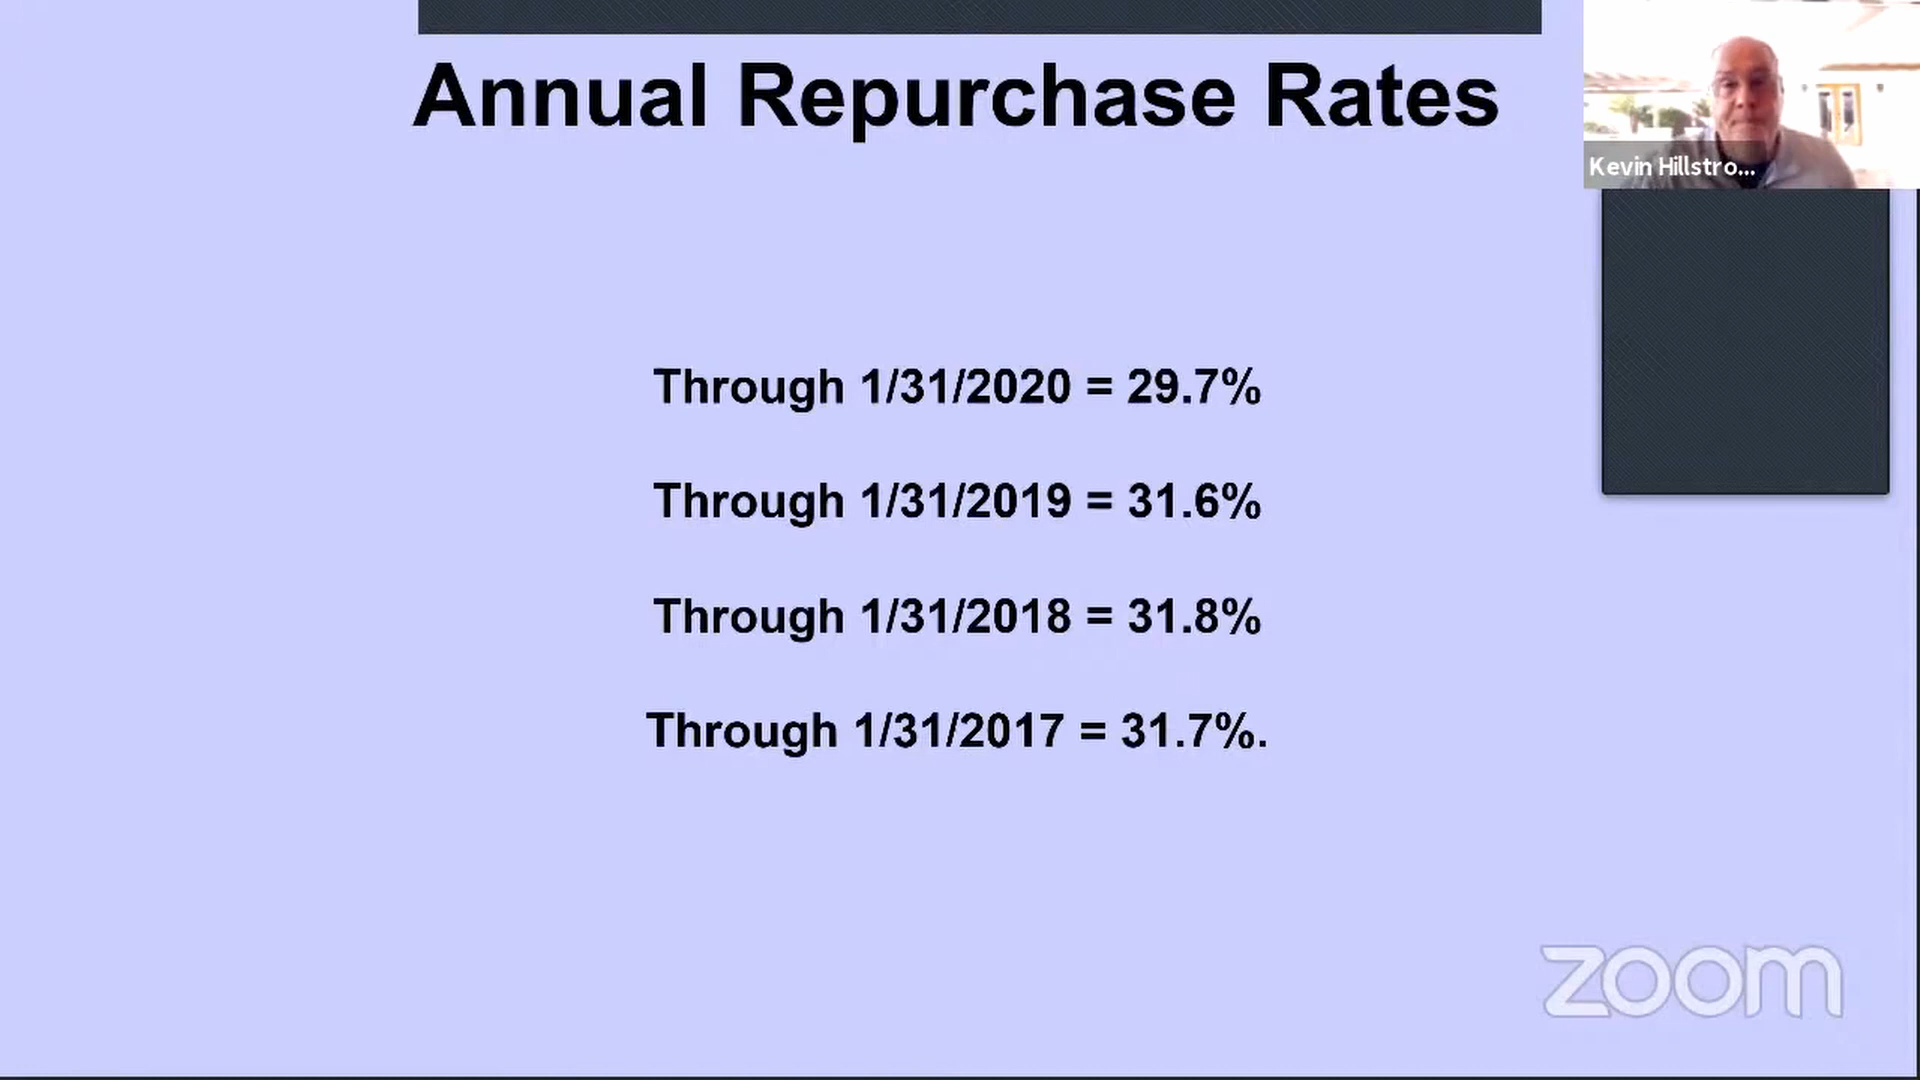 Annual Repurchase Rates
Kevin Hillstro...
Through 1/31/2020 = 29.7%
Through 1/31/2019 = 31.6%
Through 1/31/2018 = 31.8%
Through 1/31/2017 = 31.7%.
zoom